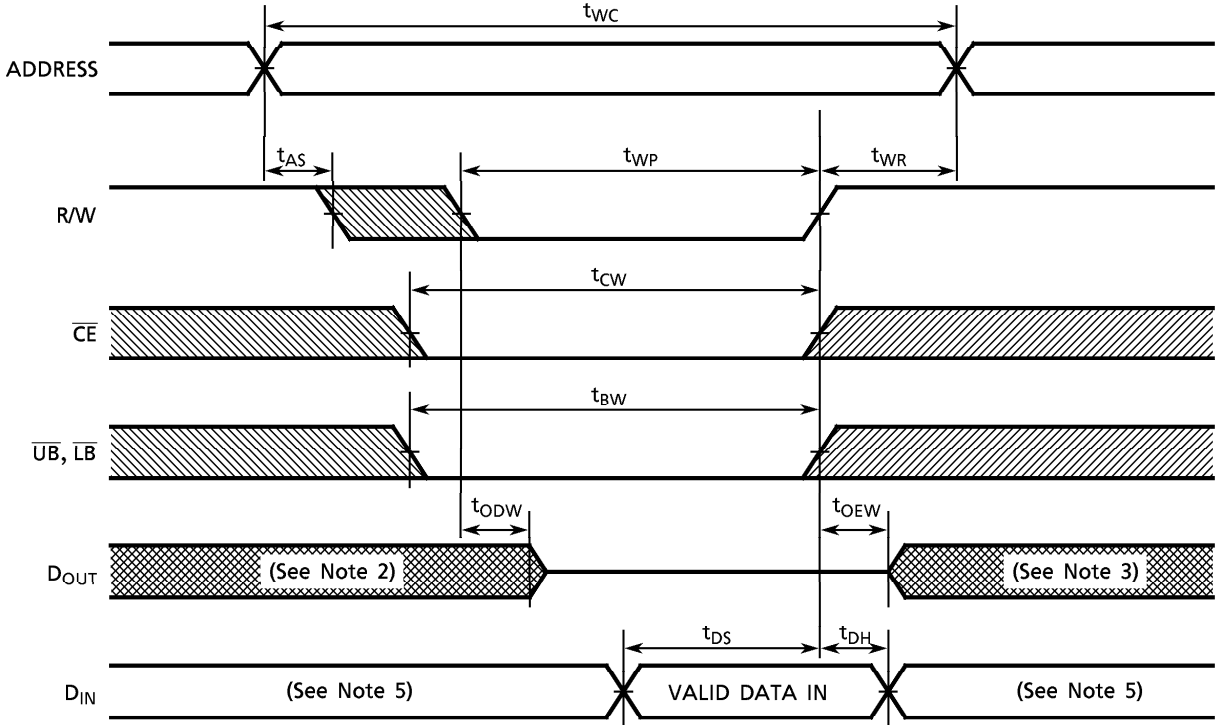 tWC
ADDRESS
tAS
tWP
tWR
R/W
tCW
CE
tBW
UB, LB
tODW
tOEW
DOUT
(See Note 2)
(See Note 3)
tDS
tDH
DIN
(See Note 5)
VALID DATA IN
(See Note 5)